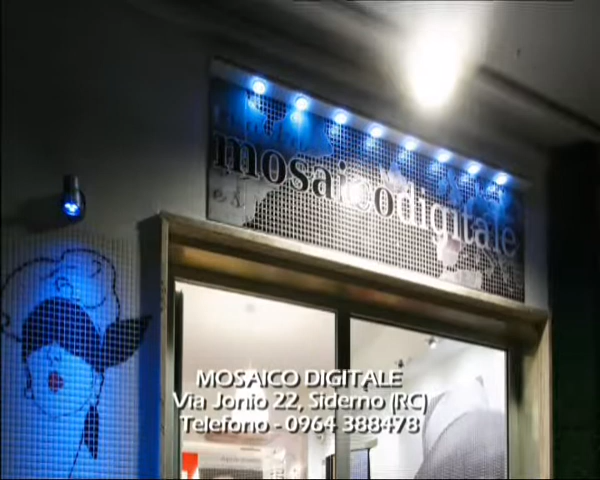 mosaicodigitale
MOSAICO DIGITALE
Via Jonio 22, Siderno (RC)
Telefono - 0964 388478